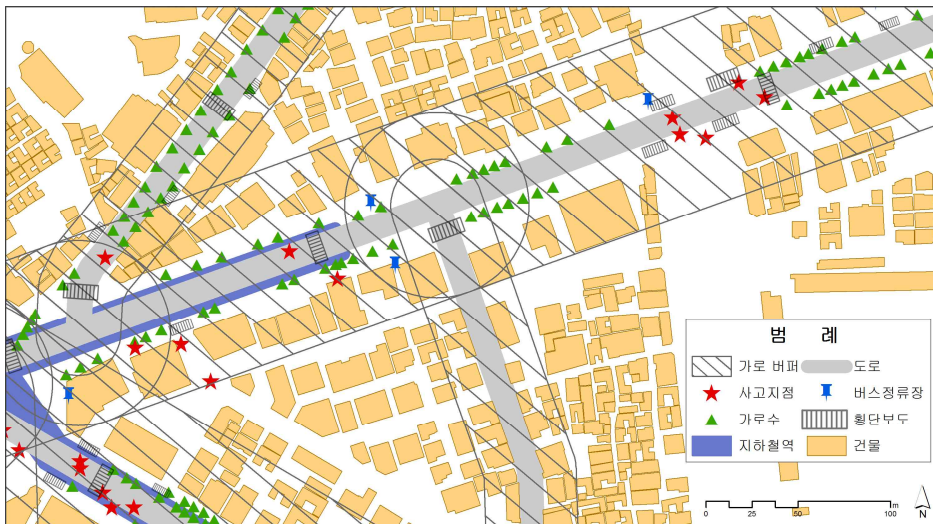 범 례
가로 버퍼 도로
사고지점 버스정류장
가로수 횡단보도
지하철역 건물
0 25 50 100 m
N